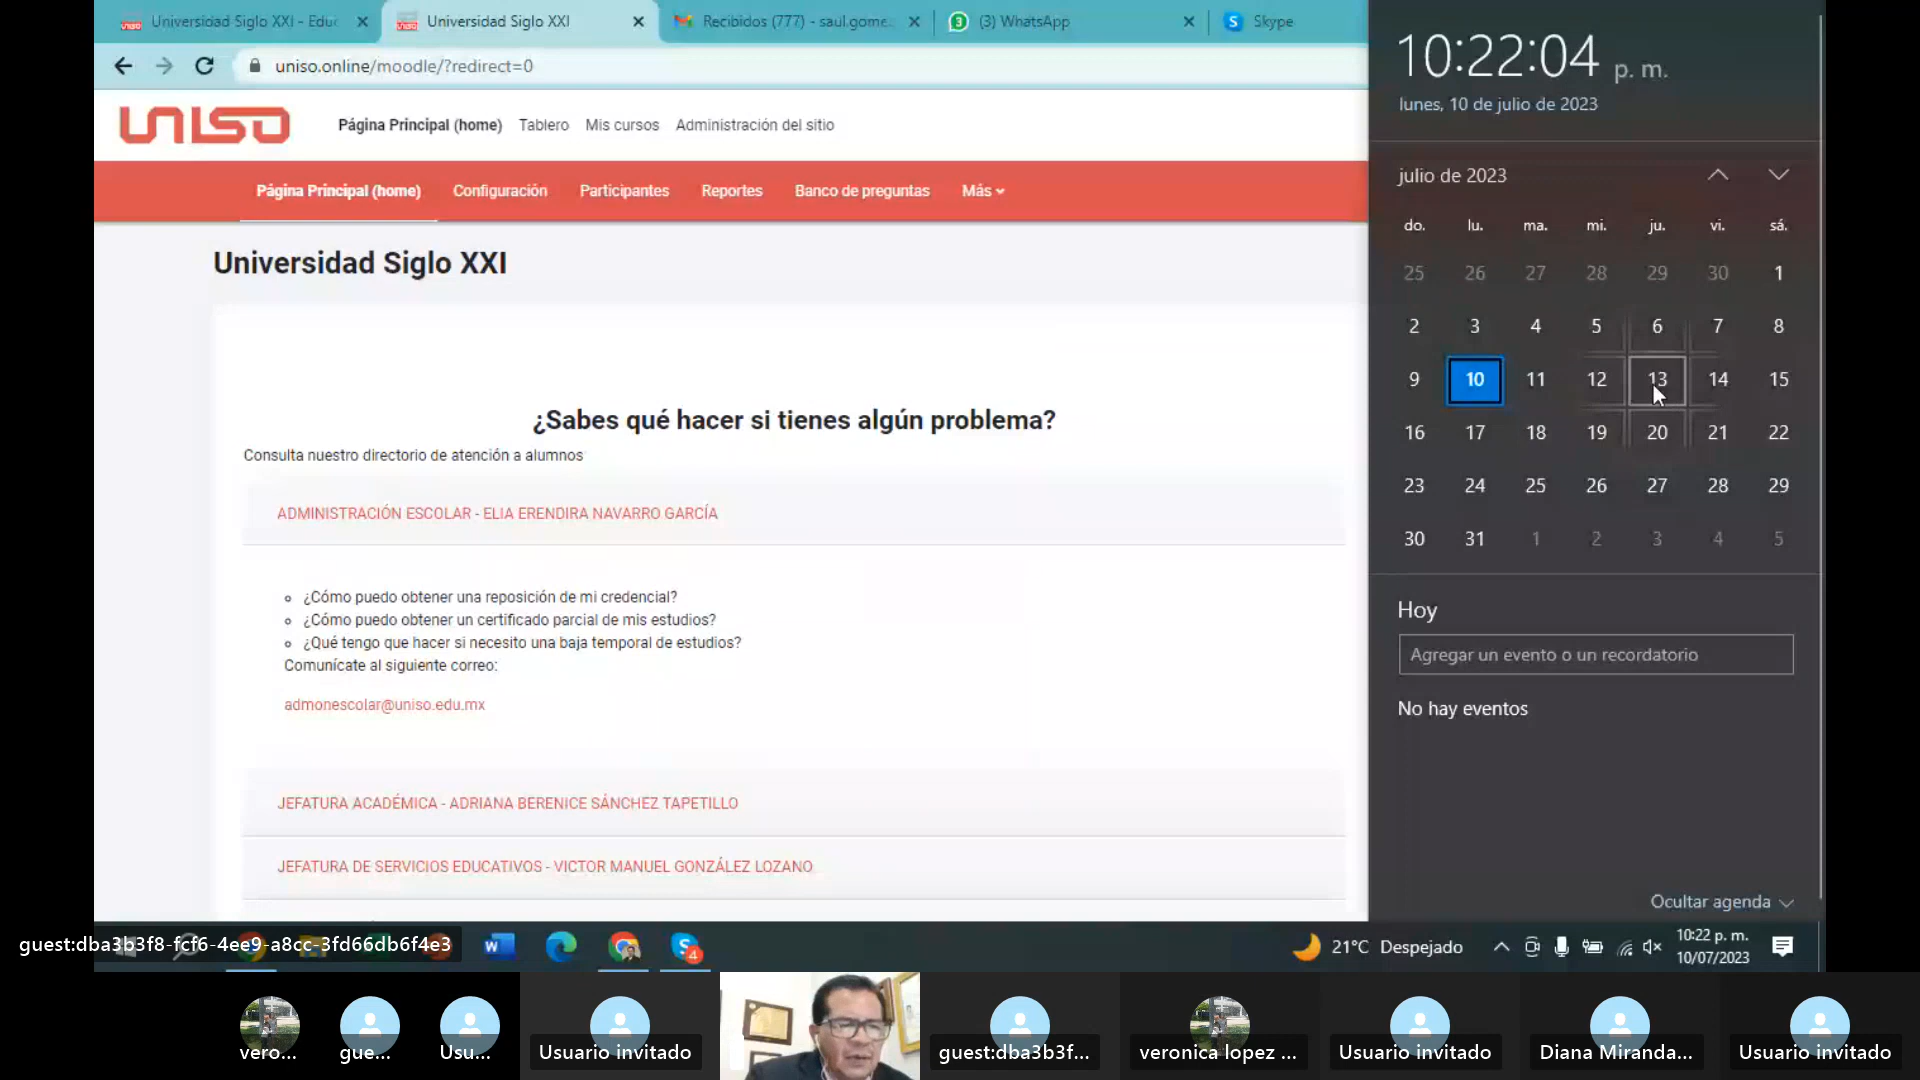 Universidad Siglo XXI - Educ
Universidad Siglo XXI
Recibidos (777) - saul.gome
(3) WhatsApp
Skype
uniso.online/moodle/?redirect=0
UNISO
Página Principal (home) Tablero Mis cursos Administración del sitio
Página Principal (home) Configuración Participantes Reportes Banco de preguntas Más
Universidad Siglo XXI
¿Sabes qué hacer si tienes algún problema?
Consulta nuestro directorio de atención a alumnos
ADMINISTRACIÓN ESCOLAR - ELIA ERENDIRA NAVARRO GARCÍA
¿Cómo puedo obtener una reposición de mi credencial?
¿Cómo puedo obtener un certificado parcial de mis estudios?
¿Qué tengo que hacer si necesito una baja temporal de estudios?
Comunícate al siguiente correo:
admonescolar@uniso.edu.mx
JEFATURA ACADÉMICA - ADRIANA BERENICE SÁNCHEZ TAPETILLO
JEFATURA DE SERVICIOS EDUCATIVOS - VICTOR MANUEL GONZÁLEZ LOZANO
10:22:04 p. m.
lunes, 10 de julio de 2023
julio de 2023
do. lu. ma. mi. ju. vi. sá.
25 26 27 28 29 30 1
2 3 4 5 6 7 8
9 10 11 12 13 14 15
16 17 18 19 20 21 22
23 24 25 26 27 28 29
30 31 1 2 3 4 5
Hoy
Agregar un evento o un recordatorio
No hay eventos
Ocultar agenda
guest:dba3b3f8-fcf6-4ee9-a8cc-3fd66db6f4e3
4
21°C Despejado
10:22 p. m.
10/07/2023
vero...
gue...
Usu...
Usuario invitado
guest:dba3b3f...
veronica lopez ...
Usuario invitado
Diana Miranda...
Usuario invitado